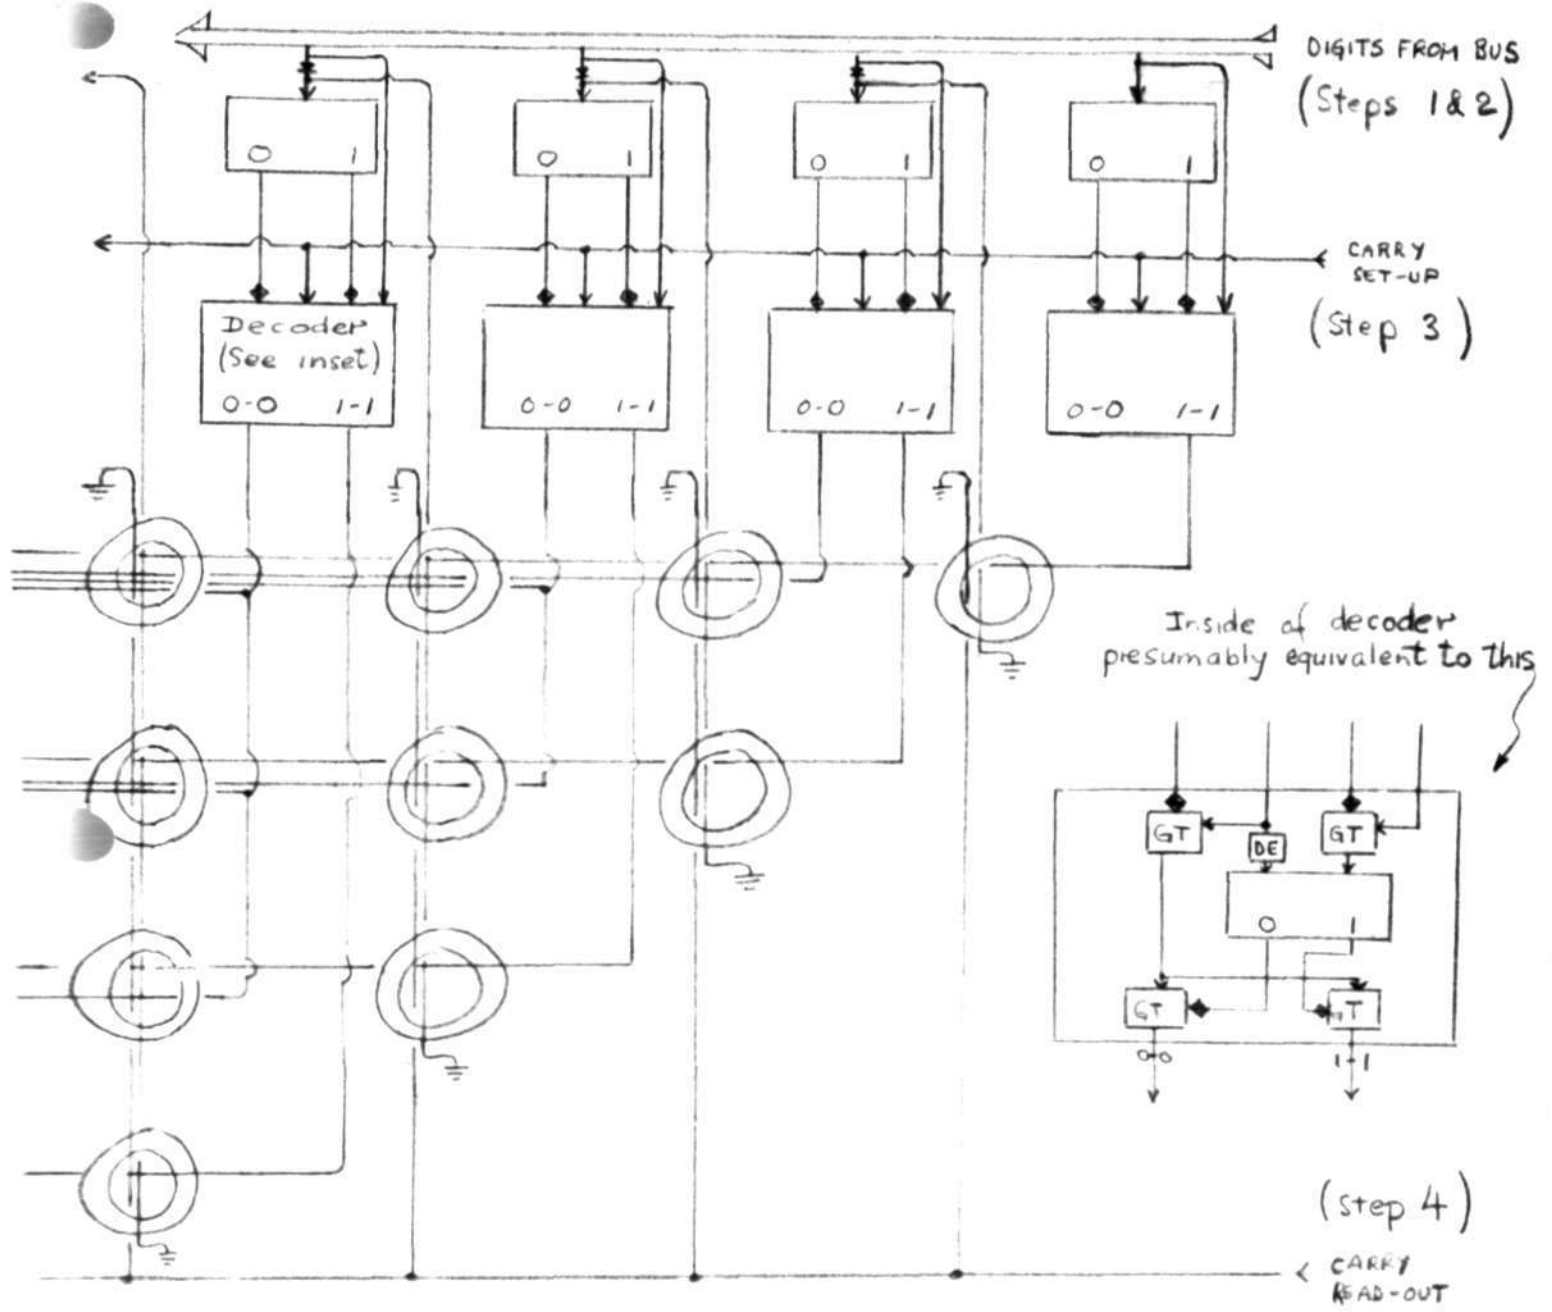 DIGITS FROM BUS
(Steps 1 & 2)
0 1
0 1
0 1
0 1
CARRY
SET-UP
(Step 3)
Decoder
(See inset)
0-0 1-1
0-0 1-1
0-0 1-1
0-0 1-1
Inside of decoder
presumably equivalent to this
GT
DE
GT
0 1
GT
GT
0-0
1-1
(Step 4)
CARRY
READ-OUT